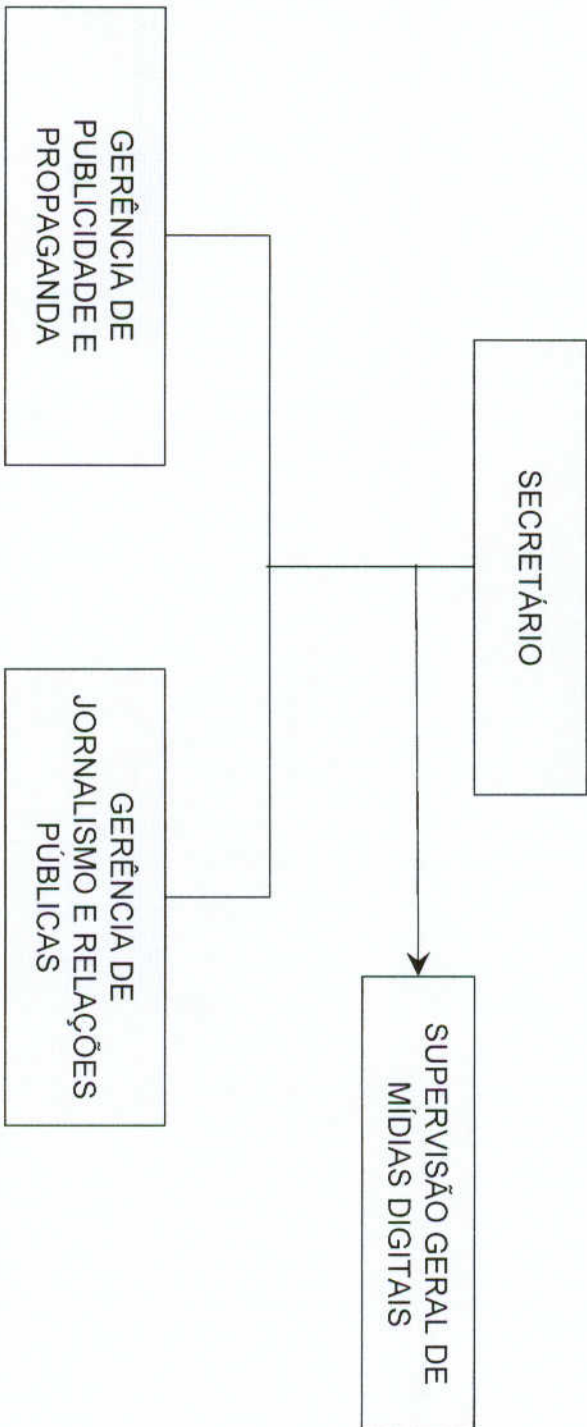 SECRETÁRIO
SUPERVISÃO GERAL DE
MÍDIAS DIGITAIS
GERÊNCIA DE
PUBLICIDADE E
PROPAGANDA
GERÊNCIA DE
JORNALISMO E RELAÇÕES
PÚBLICAS